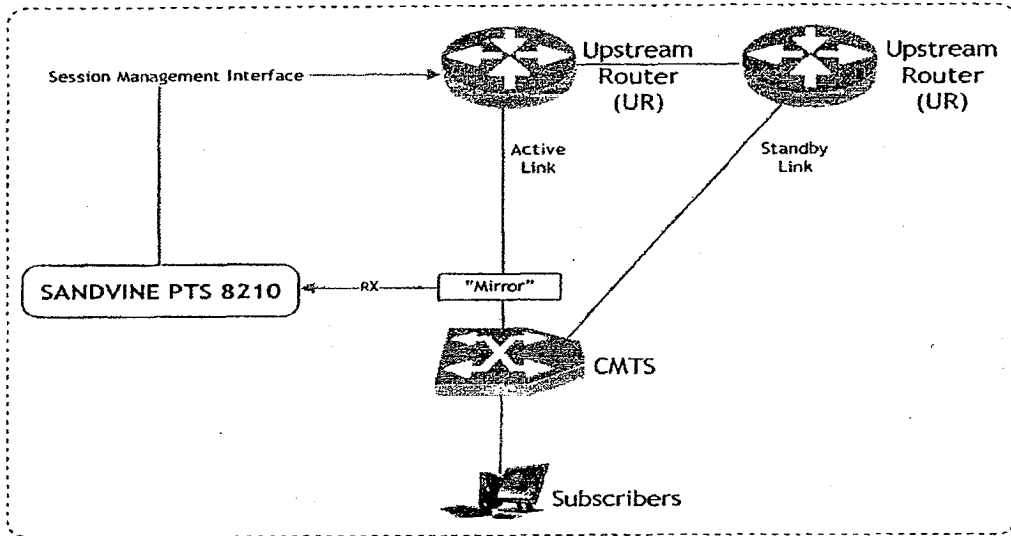 Session Management Interface
Upstream
Router
(UR)
Upstream
Router
(UR)
Active
Link
Standby
Link
SANDVINE PTS 8210
RX
"Mirror"
CMTS
Subscribers